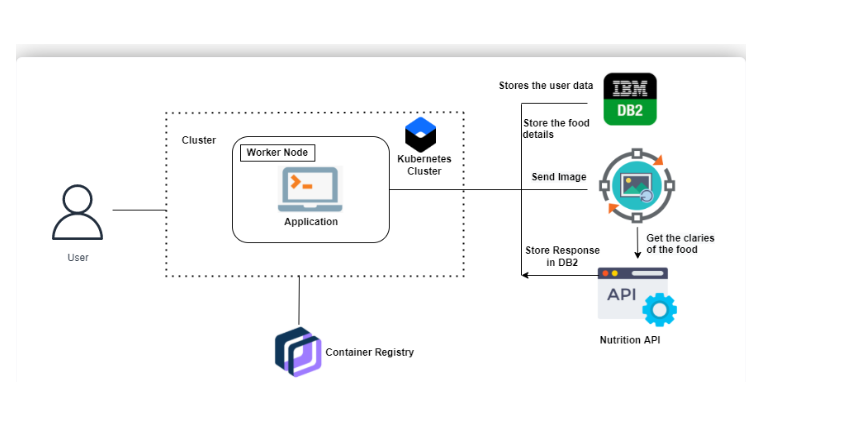 Stores the user data
IBM
DB2
Store the food
details
Cluster
Worker Node
Kubernetes
Cluster
Application
Send Image
User
Get the claries
of the food
Store Response
in DB2
API
Nutrition API
Container Registry